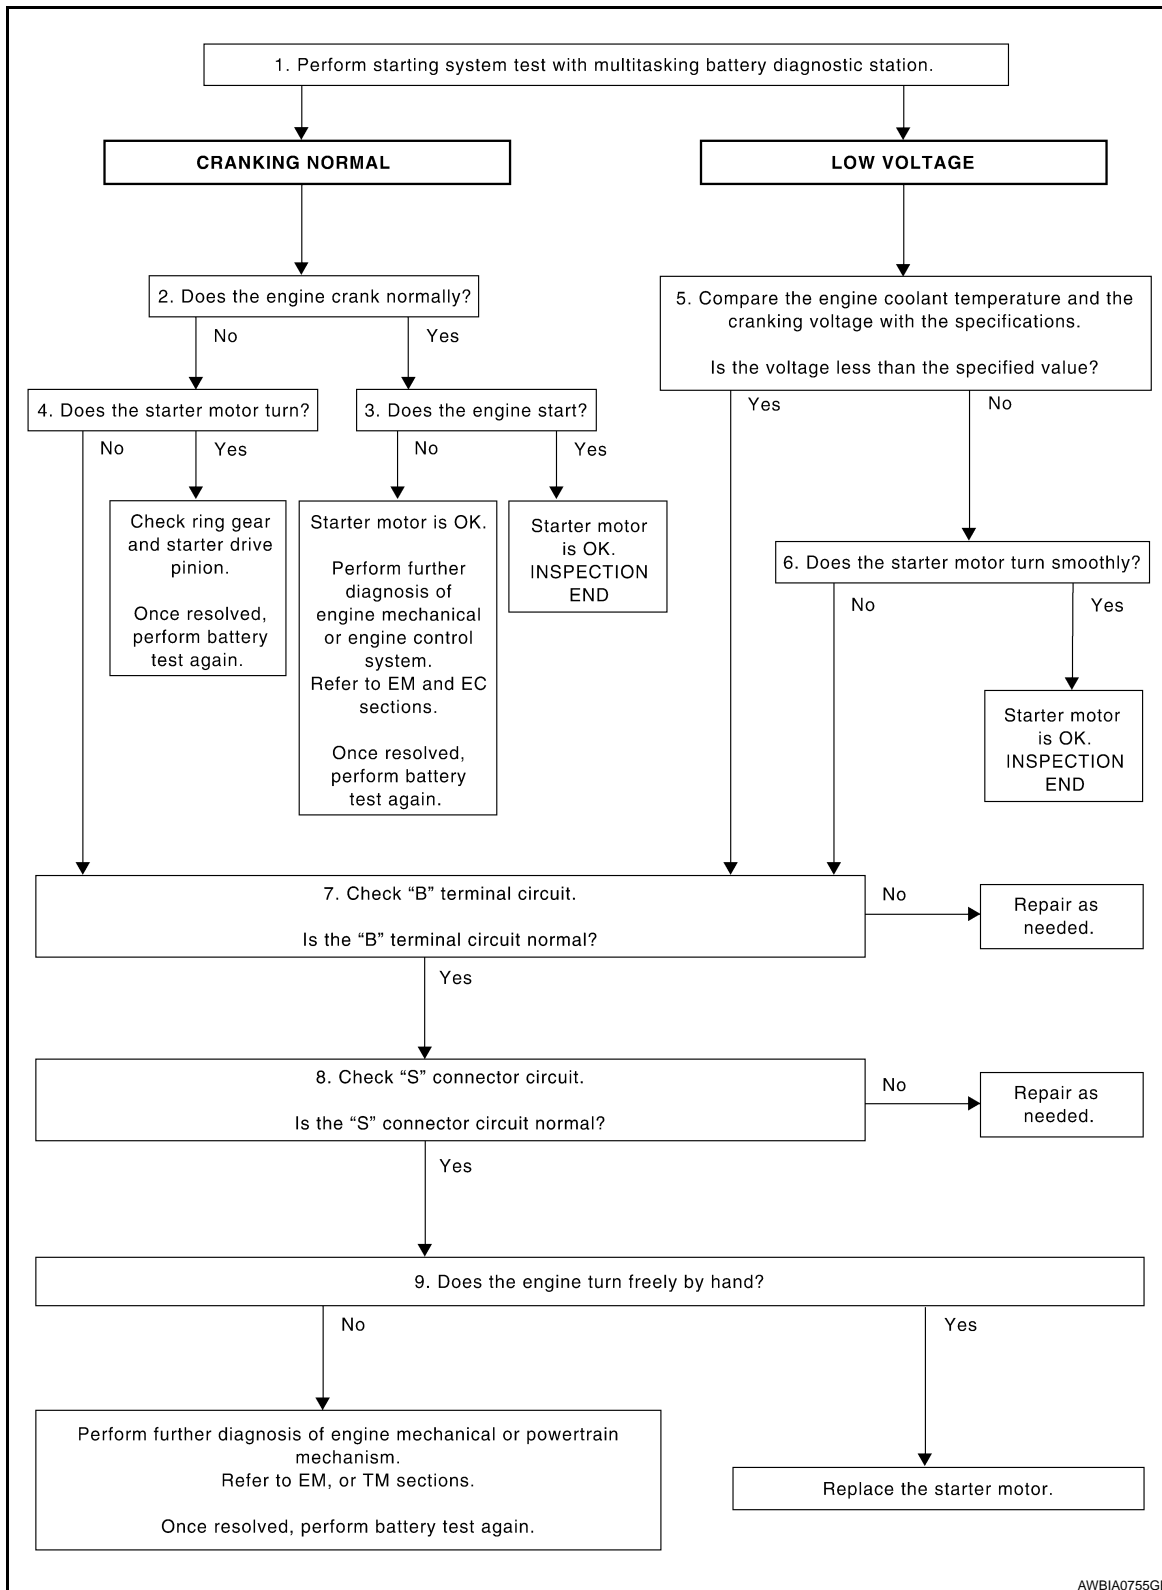 1. Perform starting system test with multitasking battery diagnostic station.
CRANKING NORMAL
LOW VOLTAGE
2. Does the engine crank normally?
No
Yes
5. Compare the engine coolant temperature and the
cranking voltage with the specifications.
Is the voltage less than the specified value?
Yes
No
4. Does the starter motor turn?
No
Yes
3. Does the engine start?
No
Yes
Check ring gear
and starter drive
pinion.
Once resolved,
perform battery
test again.
Starter motor is OK.
Perform further
diagnosis of
engine mechanical
or engine control
system.
Refer to EM and EC
sections.
Once resolved,
perform battery
test again.
Starter motor
is OK.
INSPECTION
END
6. Does the starter motor turn smoothly?
No
Yes
Starter motor
is OK.
INSPECTION
END
7. Check “B” terminal circuit.
Is the “B” terminal circuit normal?
No
Repair as
needed.
Yes
8. Check “S” connector circuit.
Is the “S” connector circuit normal?
No
Repair as
needed.
Yes
9. Does the engine turn freely by hand?
No
Yes
Perform further diagnosis of engine mechanical or powertrain
mechanism.
Refer to EM, or TM sections.
Once resolved, perform battery test again.
Replace the starter motor.